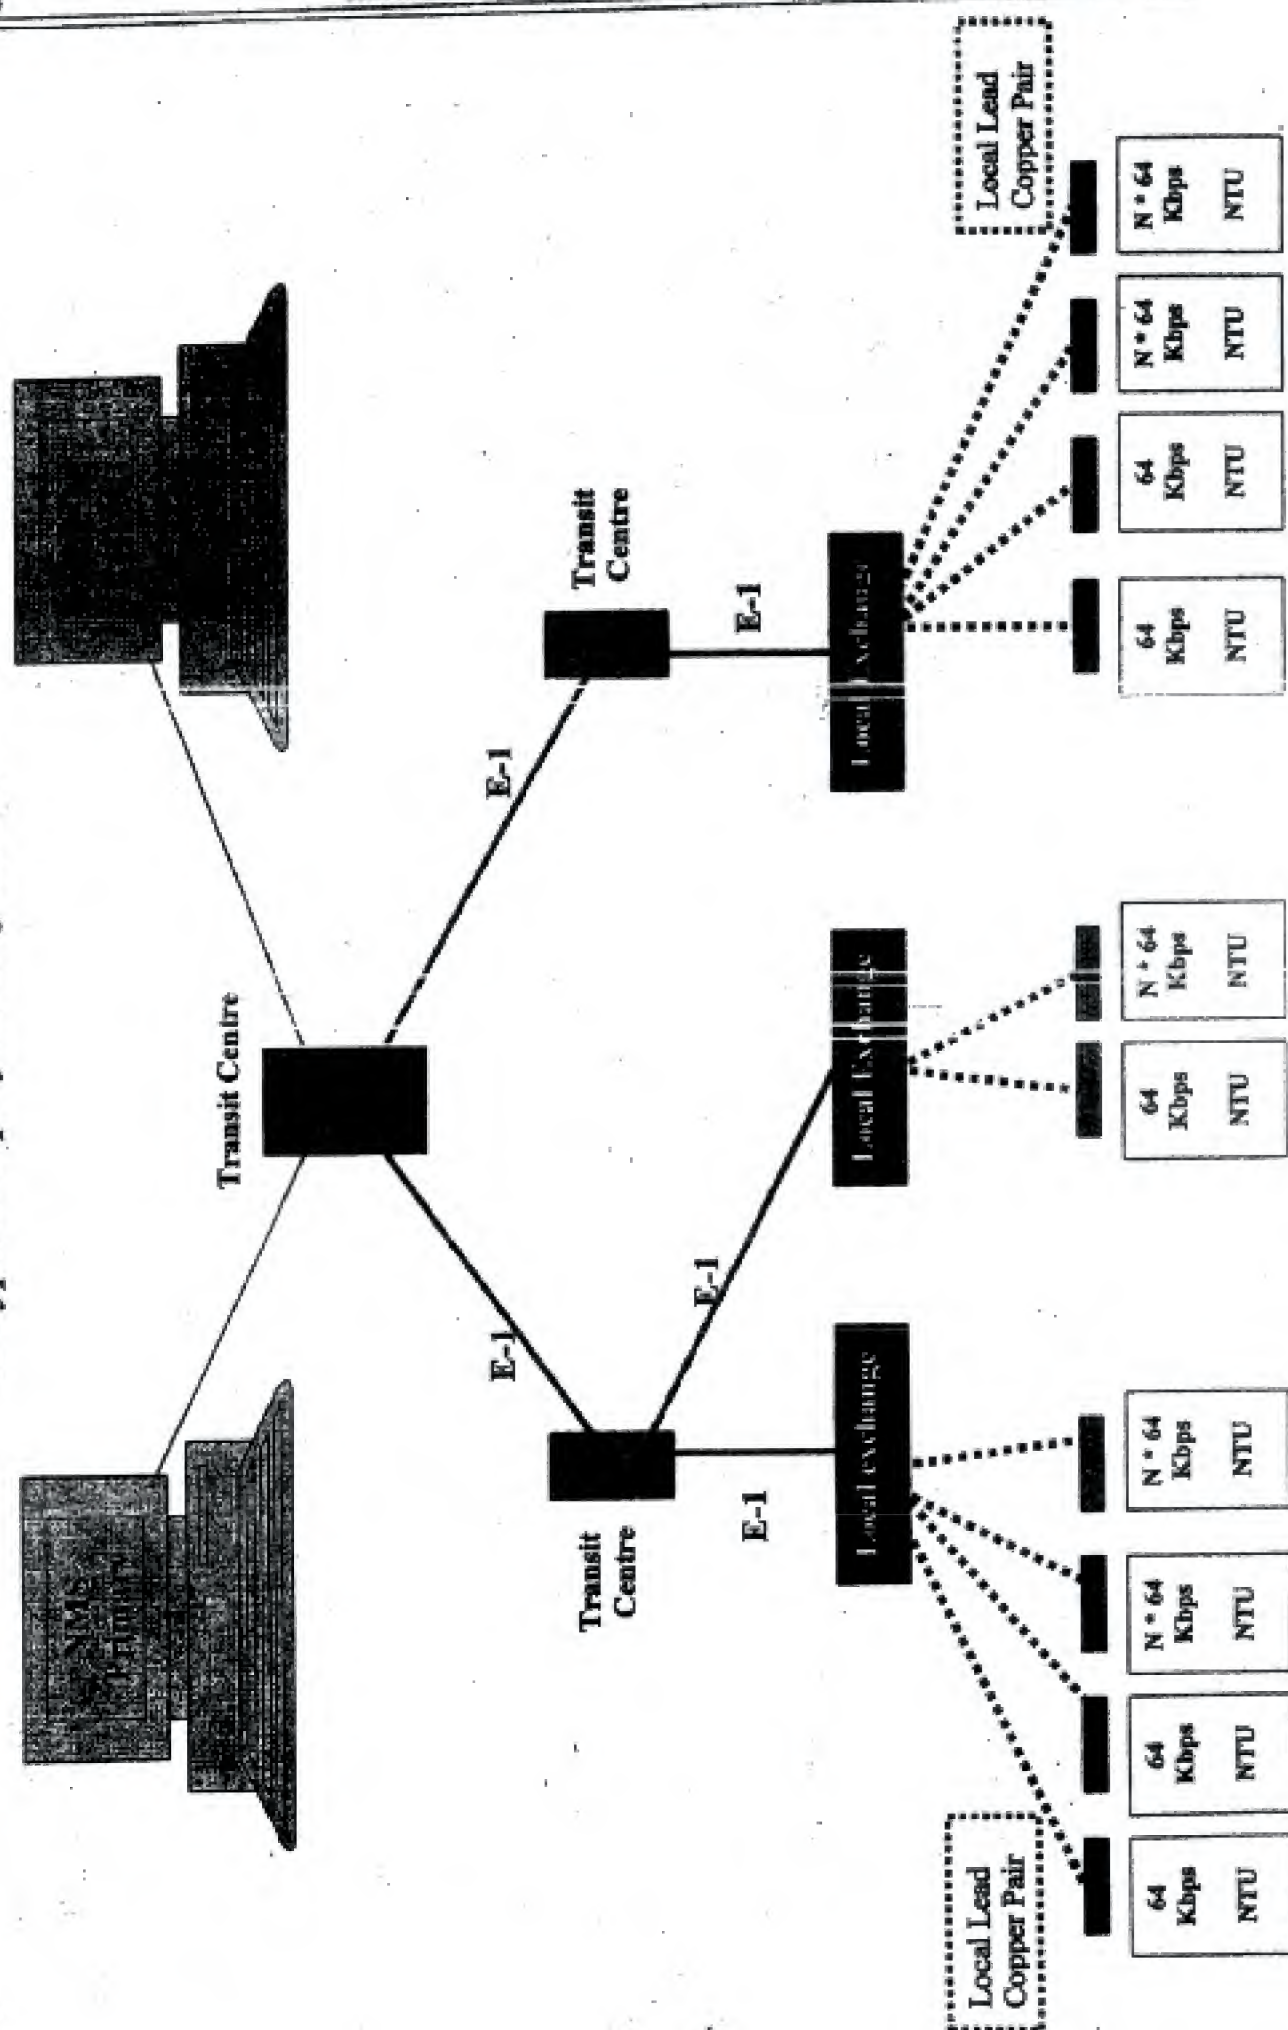 NMS
Primary
Transit Centre
E-1
E-1
Transit
Centre
Transit
Centre
E-1
E-1
E-1
Local exchange
Local Exchange
Local Exchange
Local Lead
Copper Pair
Local Lead
Copper Pair
64
Kbps
NTU
64
Kbps
NTU
N * 64
Kbps
NTU
N * 64
Kbps
NTU
64
Kbps
NTU
N * 64
Kbps
NTU
64
Kbps
NTU
64
Kbps
NTU
N * 64
Kbps
NTU
N * 64
Kbps
NTU